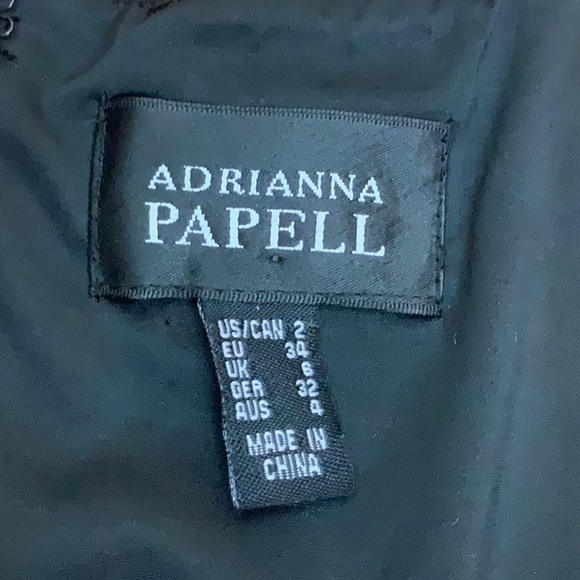 ADRIANNA
PAPELL
US/CAN 2
EU 34
UK 6
GER 32
AUS 4
MADE IN
CHINA